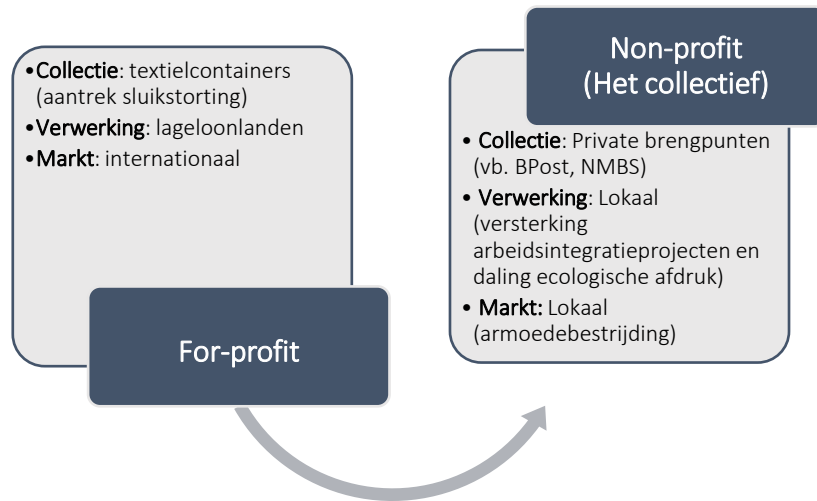 •Collectie: textielcontainers
(aantrek sluikstorting)
•Verwerking: lageloonlanden
•Markt: internationaal
For-profit
Non-profit
(Het collectief)
• Collectie: Private brengpunten
(vb. BPost, NMBS)
• Verwerking: Lokaal
(versterking
arbeidsintegratieprojecten en
daling ecologische afdruk)
• Markt: Lokaal
(armoedebestrijding)